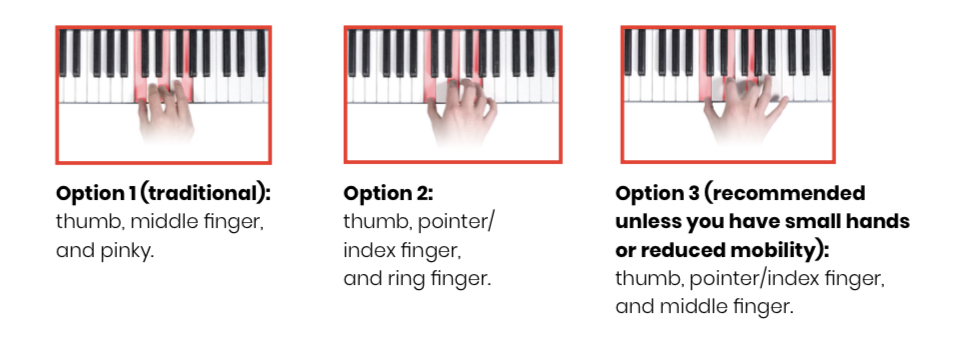 Option 1 (traditional):
thumb, middle finger,
and pinky.
Option 2:
thumb, pointer/
index finger,
and ring finger.
Option 3 (recommended
unless you have small hands
or reduced mobility):
thumb, pointer/index finger,
and middle finger.